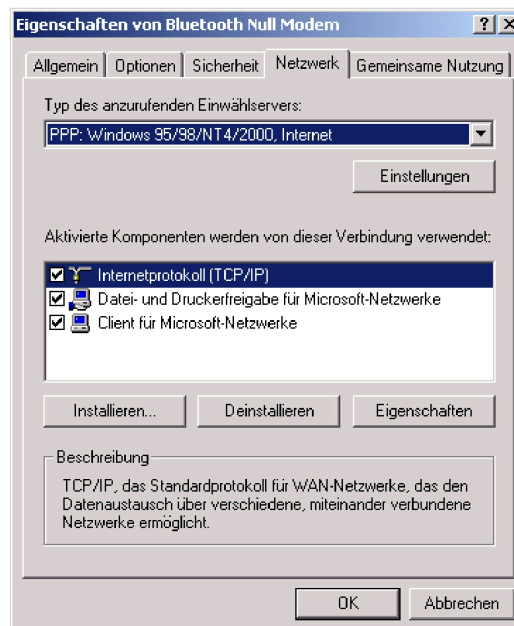 Eigenschaften von Bluetooth Null Modem
Allgemein Optionen Sicherheit Netzwerk Gemeinsame Nutzung
Typ des anzurufenden Einwählservers:
PPP: Windows 95/98/NT4/2000, Internet
Einstellungen
Aktivierte Komponenten werden von dieser Verbindung verwendet:
Internetprotokoll (TCP/IP)
Datei- und Druckerfreigabe für Microsoft-Netzwerke
Client für Microsoft-Netzwerke
Installieren... Deinstallieren Eigenschaften
Beschreibung
TCP/IP, das Standardprotokoll für WAN-Netzwerke, das den
Datenaustausch über verschiedene, miteinander verbundene
Netzwerke ermöglicht.
OK Abbrechen